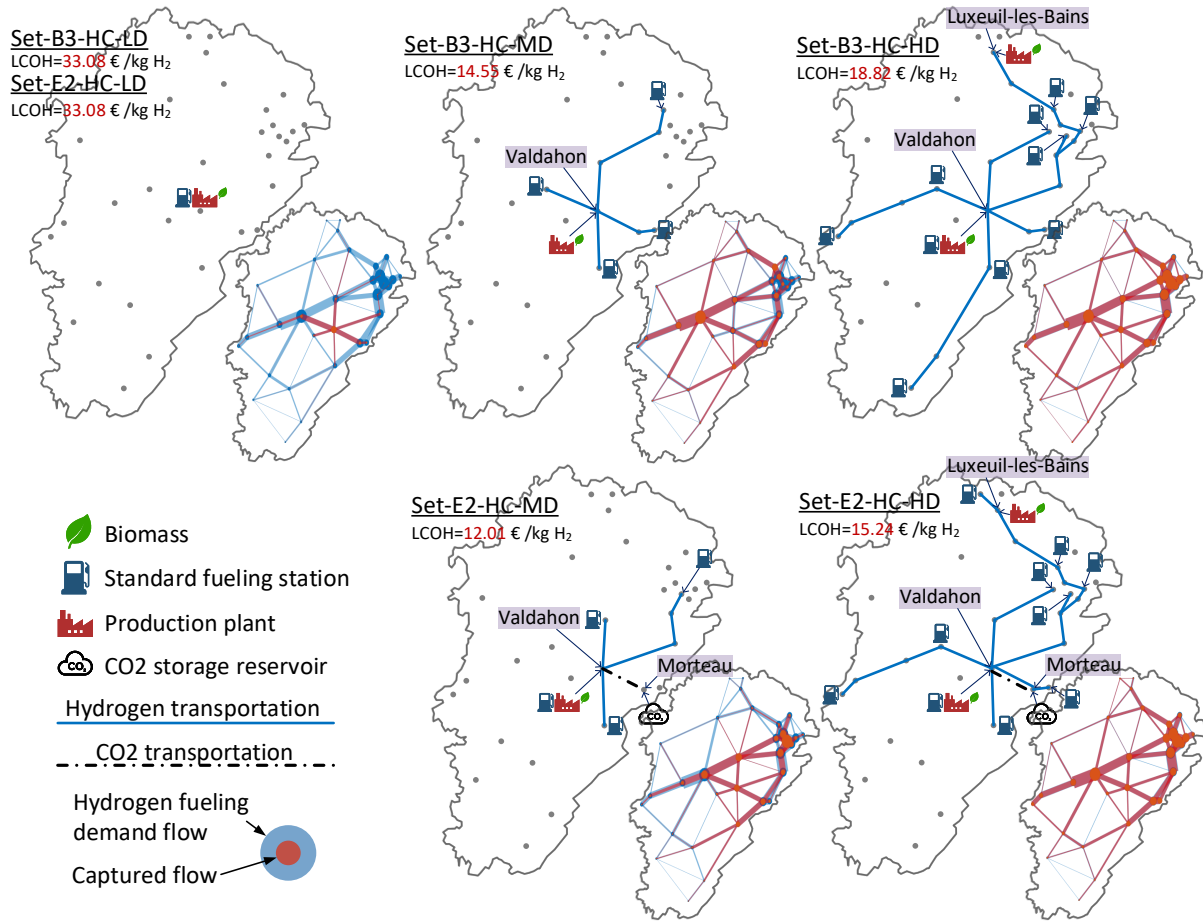 Set-B3-HC-LD
LCOH=33.08 € /kg H₂
Set-E2-HC-LD
LCOH=33.08 € /kg H₂
Set-B3-HC-MD
LCOH=14.55 € /kg H₂
Valdahon
Set-B3-HC-HD
LCOH=18.82 € /kg H₂
Luxeuil-les-Bains
Valdahon
Set-E2-HC-MD
LCOH=12.01 € /kg H₂
Valdahon
Morteau
CO₂
Set-E2-HC-HD
LCOH=15.24 € /kg H₂
Luxeuil-les-Bains
Valdahon
Morteau
CO₂
Biomass
Standard fueling station
Production plant
CO₂
CO2 storage reservoir
Hydrogen transportation
CO2 transportation
Hydrogen fueling
demand flow
Captured flow